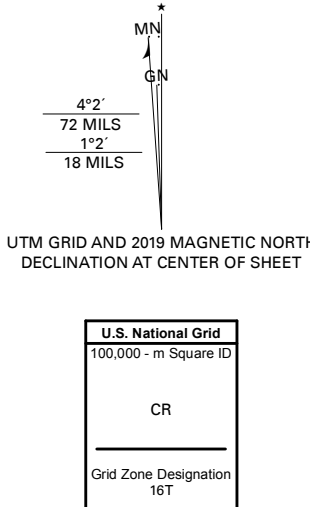 ★
MN
GN
4°2´
72 MILS
1°2´
18 MILS
UTM GRID AND 2019 MAGNETIC NORTH
DECLINATION AT CENTER OF SHEET
U.S. National Grid
100,000 - m Square ID
CR
Grid Zone Designation
16T